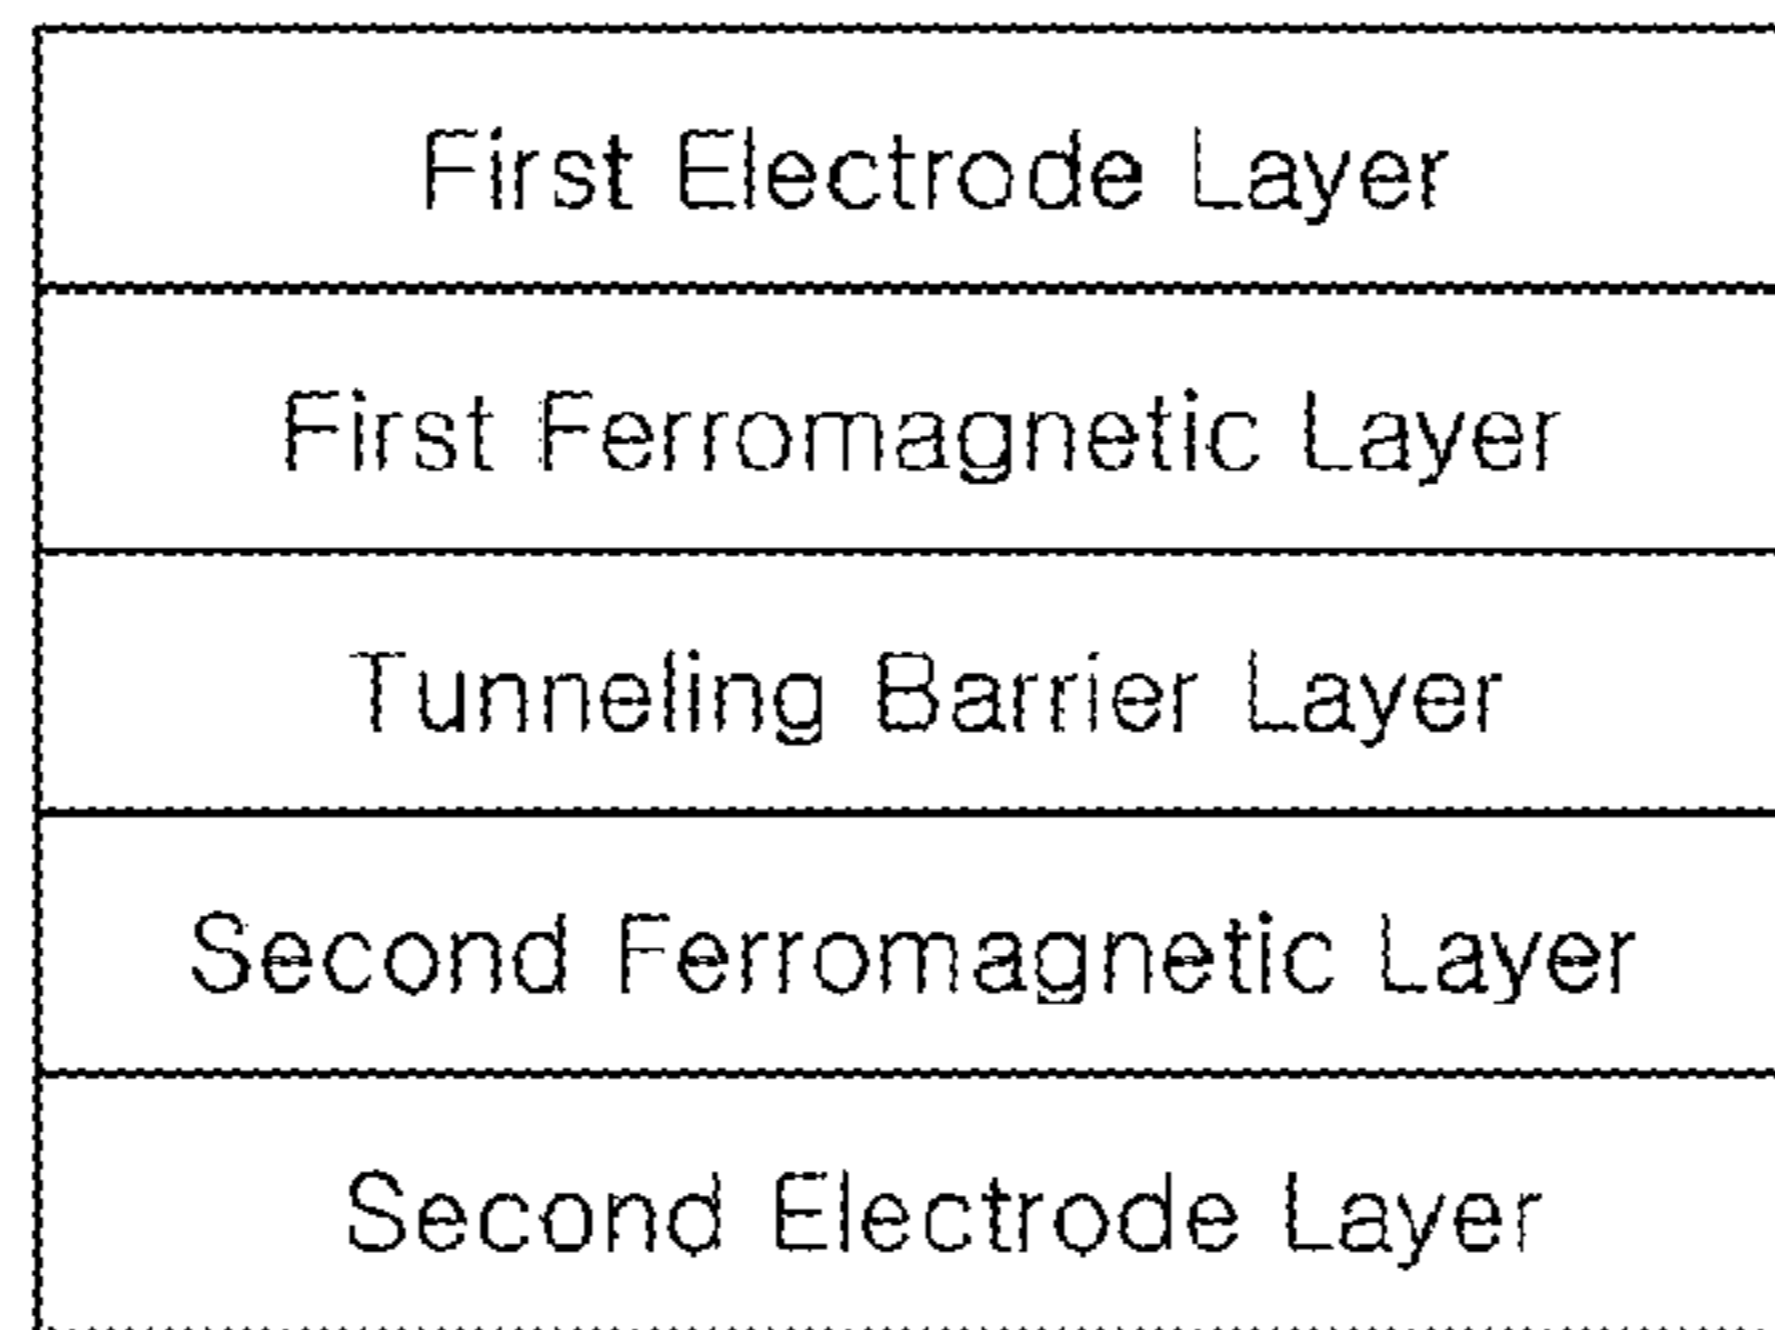 First Electrode Layer
First Ferromagnetic Layer
Tunneling Barrier Layer
Second Ferromagnetic Layer
Second Electrode Layer